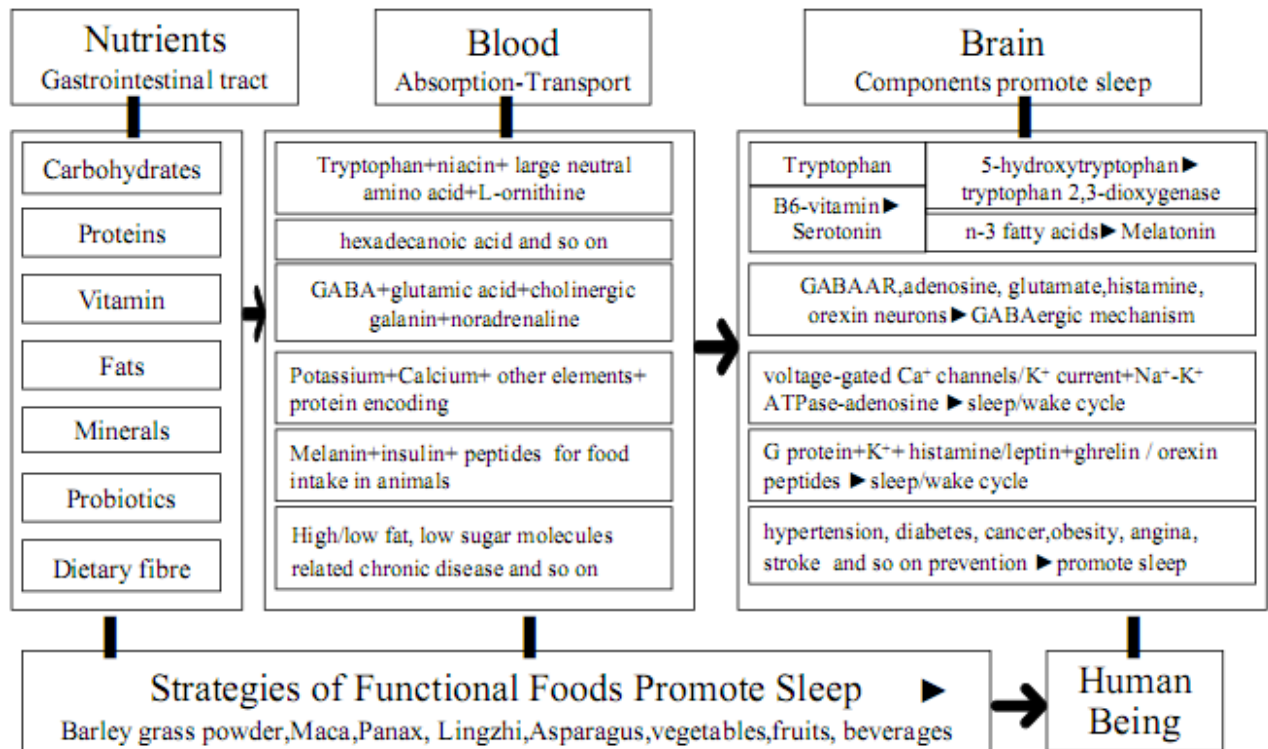 Nutrients
Gastrointestinal tract
Blood
Absorption-Transport
Brain
Components promote sleep
Carbohydrates
Proteins
Vitamin
Fats
Minerals
Probiotics
Dietary fibre
Tryptophan+niacin+ large neutral
amino acid+L-ornithine
hexadecanoic acid and so on
GABA+glutamic acid+cholinergic
galanin+noradrenaline
Potassium+Calcium+ other elements+
protein encoding
Melanin+insulin+ peptides for food
intake in animals
High/low fat, low sugar molecules
related chronic disease and so on
Tryptophan
B6-vitamin►
Serotonin
5-hydroxytryptophan►
tryptophan 2,3-dioxygenase
n-3 fatty acids►Melatonin
GABAAR,adenosine, glutamate,histamine,
orexin neurons►GABAergic mechanism
voltage-gated Ca⁺ channels/K⁺ current+Na⁺-K⁺
ATPase-adenosine ►sleep/wake cycle
G protein+K⁺+ histamine/leptin+ghrelin / orexin
peptides ►sleep/wake cycle
hypertension, diabetes, cancer,obesity, angina,
stroke and so on prevention ►promote sleep
Strategies of Functional Foods Promote Sleep ►
Barley grass powder,Maca,Panax, Lingzhi,Asparagus,vegetables,fruits, beverages
Human
Being